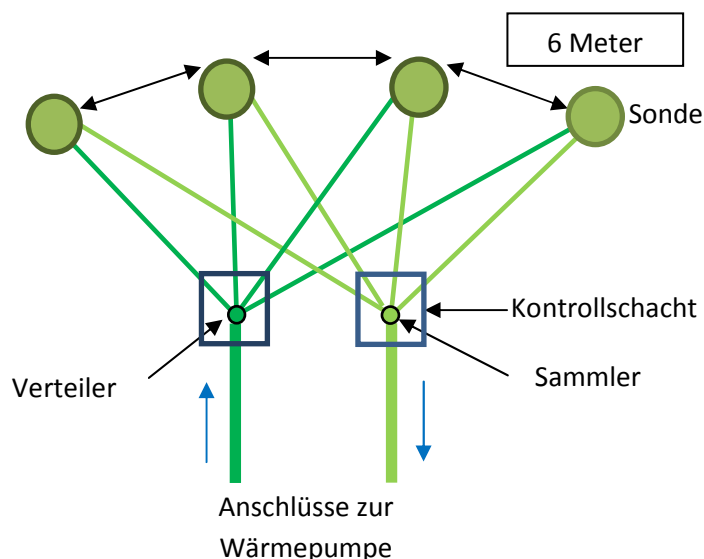 6 Meter
Sonde
Kontrollschacht
Verteiler
Sammler
Anschlüsse zur
Wärmepumpe